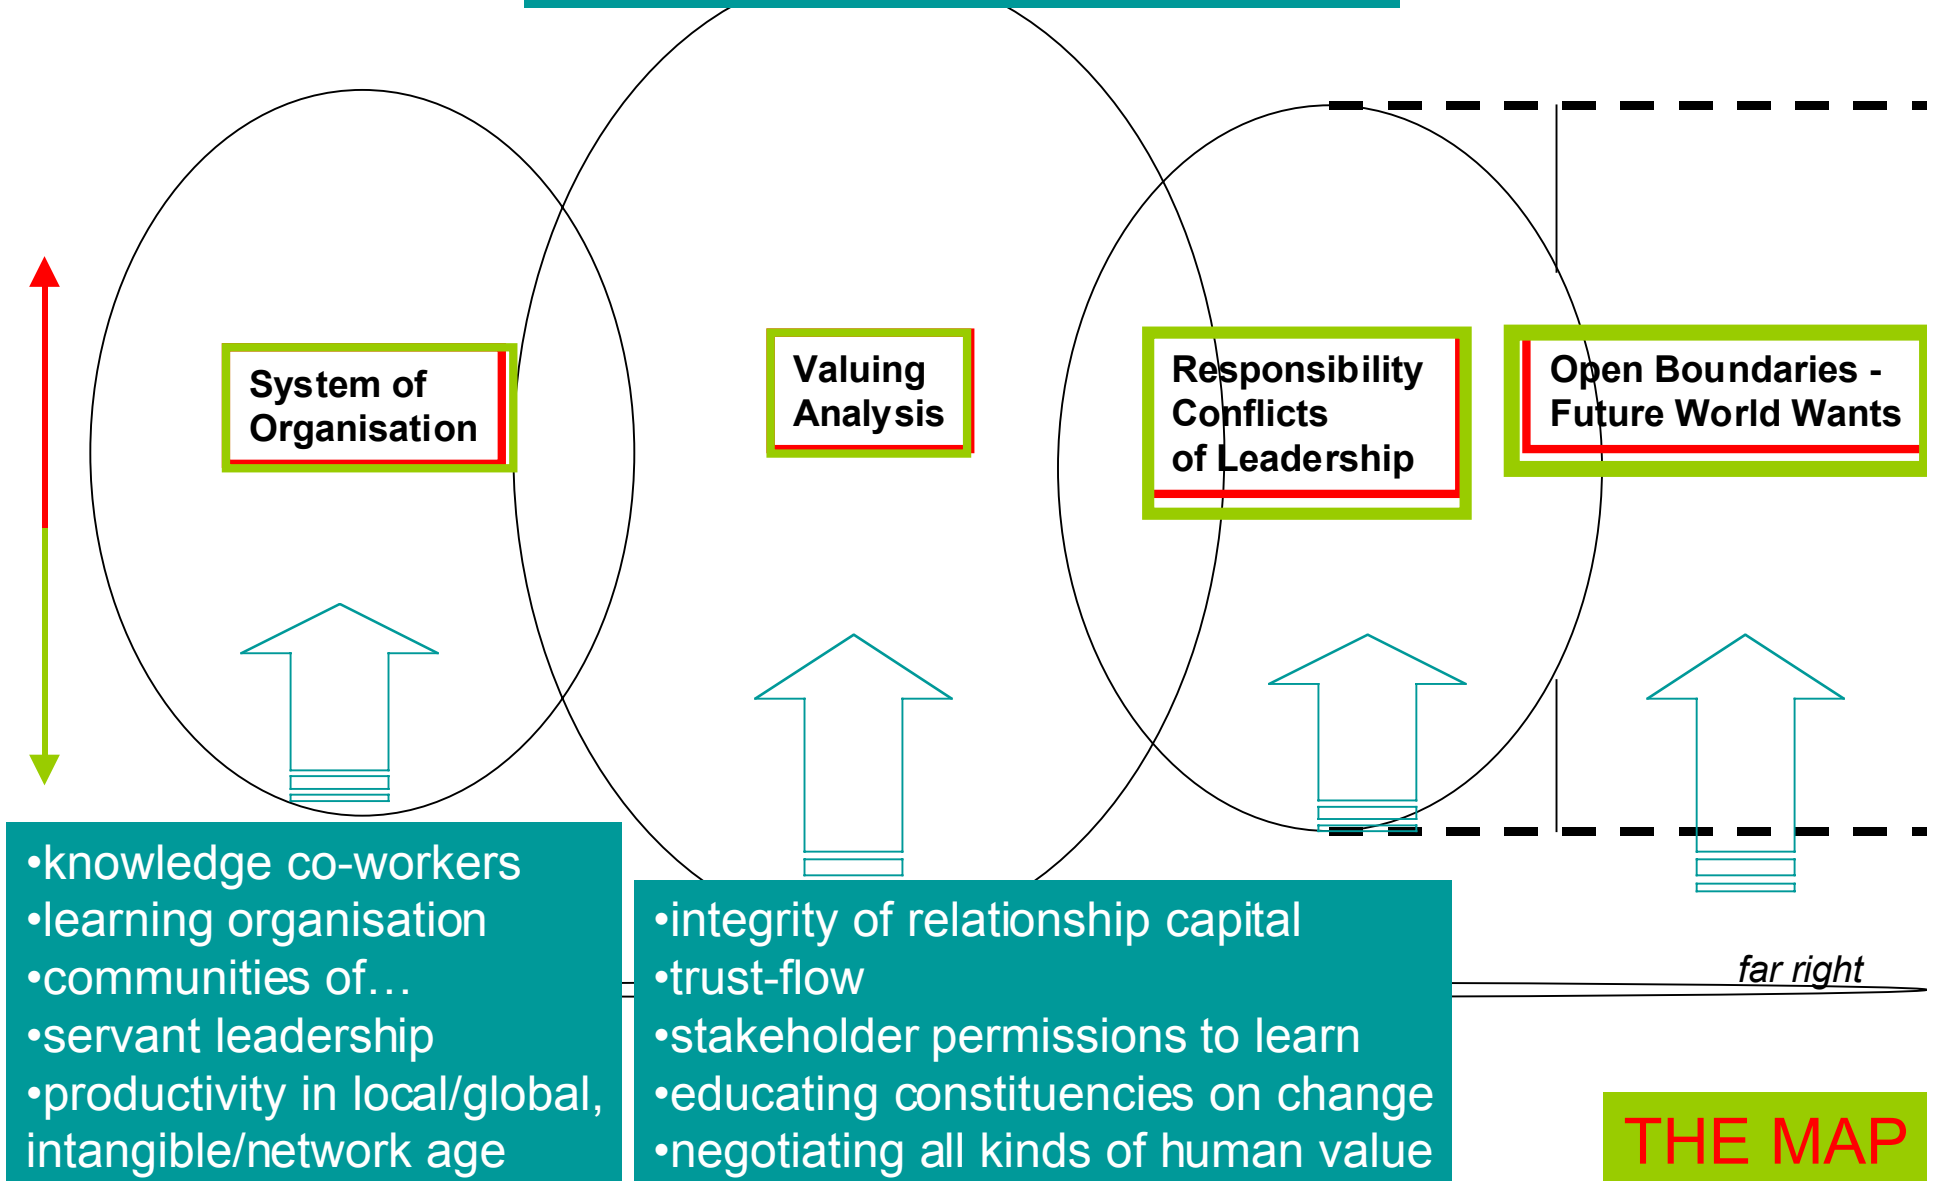 System of
Organisation
Valuing
Analysis
Responsibility
Conflicts
of Leadership
Open Boundaries -
Future World Wants
•knowledge co-workers
•learning organisation
•communities of…
•servant leadership
•productivity in local/global,
intangible/network age
•integrity of relationship capital
•trust-flow
•stakeholder permissions to learn
•educating constituencies on change
•negotiating all kinds of human value
far right
THE MAP